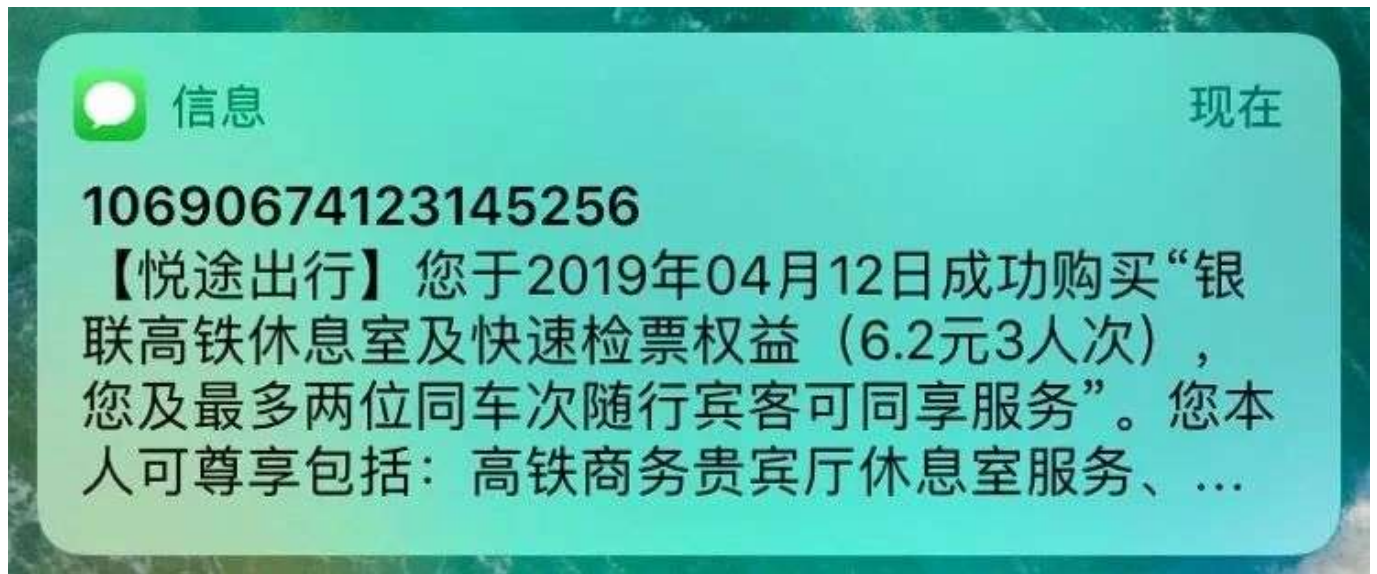 信息
现在
10690674123145256
【悦途出行】您于2019年04月12日成功购买“银
联高铁休息室及快速检票权益（6.2元3人次），
您及最多两位同车次随行宾客可同享服务”。您本
人可尊享包括：高铁商务贵宾厅休息室服务、...